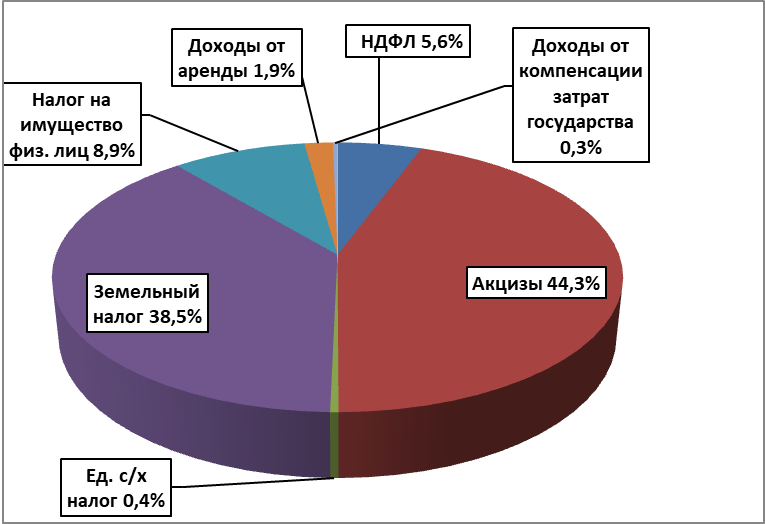 Доходы от
аренды 1,9%
НДФЛ 5,6%
Доходы от
компенсации
затрат
государства
0,3%
Налог на
имущество
физ. лиц 8,9%
Акцизы 44,3%
Земельный
налог 38,5%
Ед. с/х
налог 0,4%